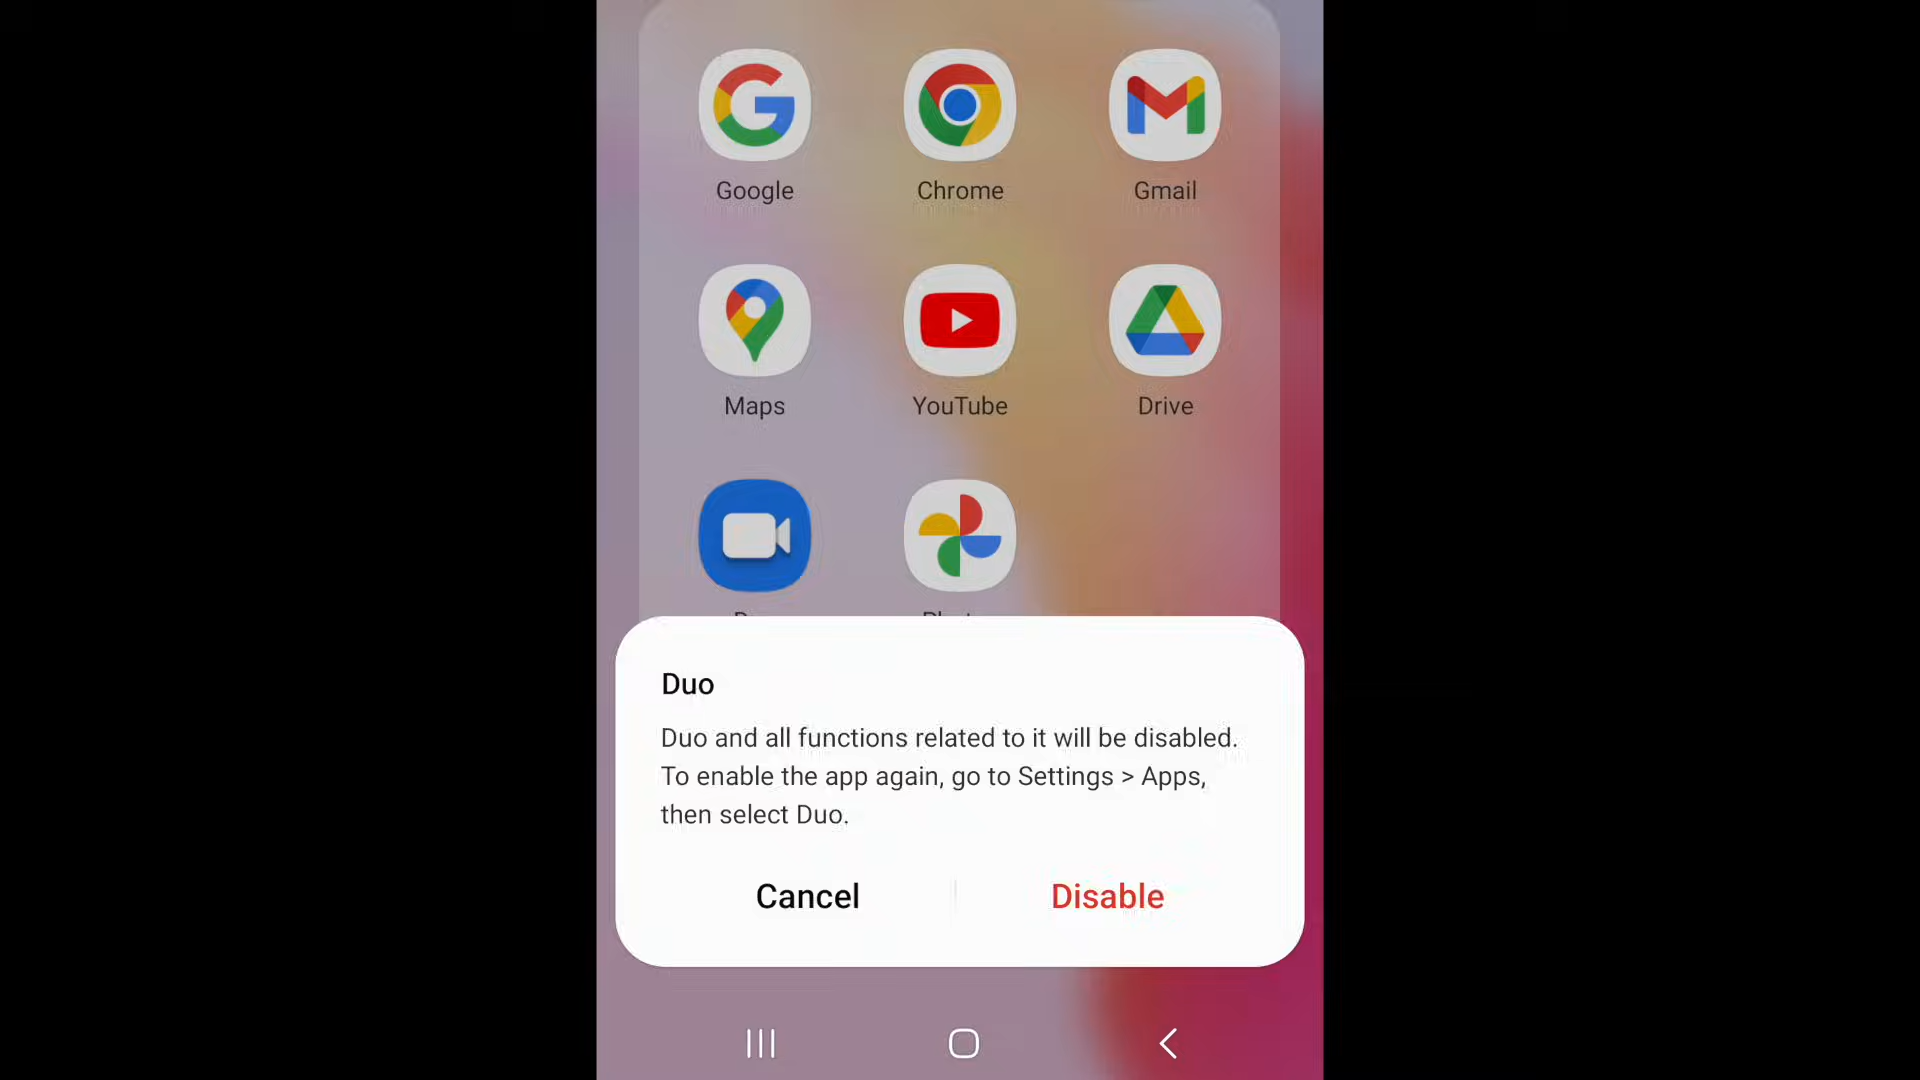 Google Chrome Gmail
Maps YouTube Drive
Duo
Duo and all functions related to it will be disabled.
To enable the app again, go to Settings > Apps,
then select Duo.
Cancel Disable